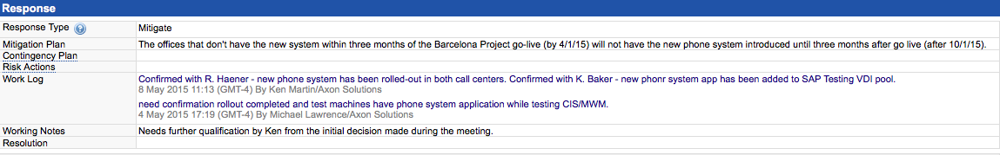 Response
Response Type ? Mitigate
Mitigation Plan The offices that don't have the new system within three months of the Barcelona Project go-live (by 4/1/15) will not have the new phone system introduced until three months after go live (after 10/1/15).
Contingency Plan
Risk Actions
Work Log Confirmed with R. Haener - new phone system has been rolled-out in both call centers. Confirmed with K. Baker - new phonr system app has been added to SAP Testing VDI pool.
8 May 2015 11:13 (GMT-4) By Ken Martin/Axon Solutions
need confirmation rollout completed and test machines have phone system application while testing CIS/MWM.
4 May 2015 17:19 (GMT-4) By Michael Lawrence/Axon Solutions
Working Notes Needs further qualification by Ken from the initial decision made during the meeting.
Resolution